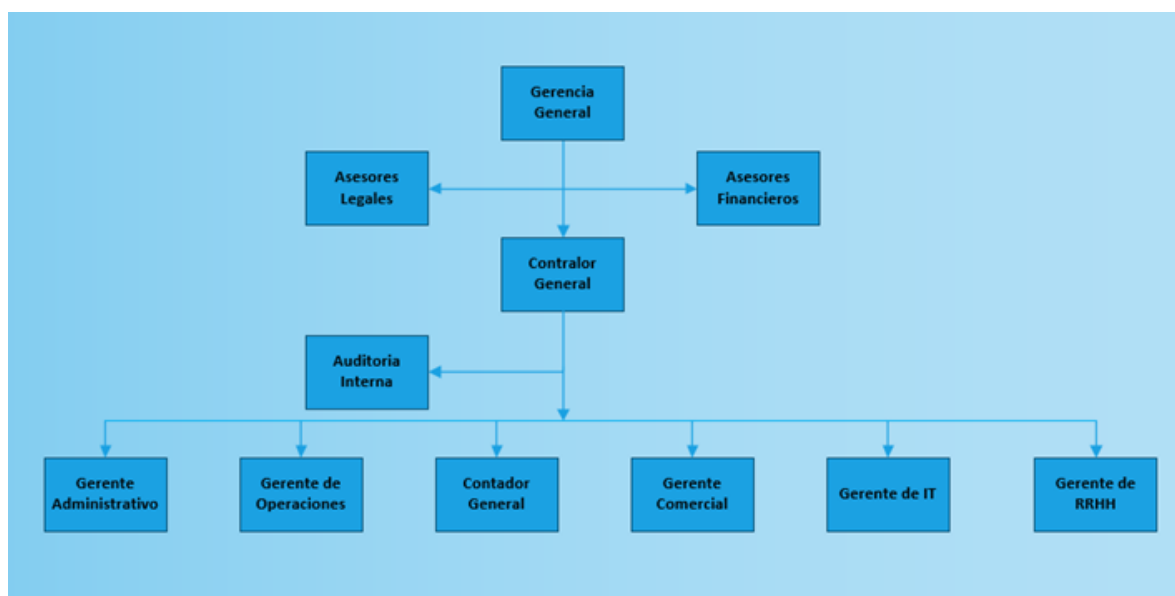 Gerencia
General
Asesores
Legales
Asesores
Financieros
Contralor
General
Auditoria
Interna
Gerente
Administrativo
Gerente de
Operaciones
Contador
General
Gerente
Comercial
Gerente de IT
Gerente de
RRHH